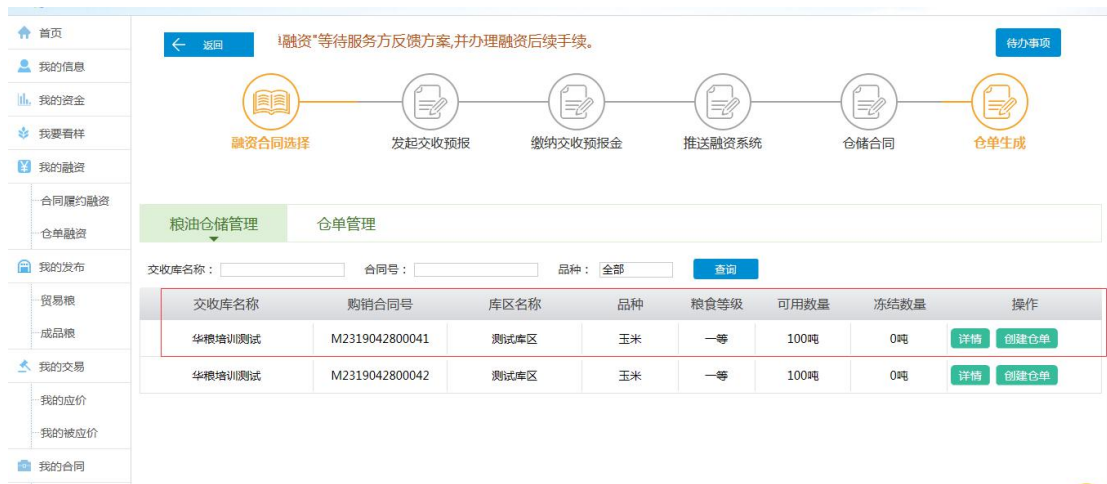 首页
我的信息
我的资金
我要看样
我的融资
合同履约融资
仓单融资
我的发布
贸易粮
成品粮
我的交易
我的应价
我的被应价
我的合同
返回
融资"等待服务方反馈方案,并办理融资后续手续。
待办事项
融资合同选择 发起交收预报 缴纳交收预报金 推送融资系统 仓储合同 仓单生成
粮油仓储管理 仓单管理
交收库名称： 合同号： 品种： 全部 查询
交收库名称 购销合同号 库区名称 品种 粮食等级 可用数量 冻结数量 操作
华粮培训测试 M2319042800041 测试库区 玉米 一等 100吨 0吨 详情 创建仓单
华粮培训测试 M2319042800042 测试库区 玉米 一等 100吨 0吨 详情 创建仓单